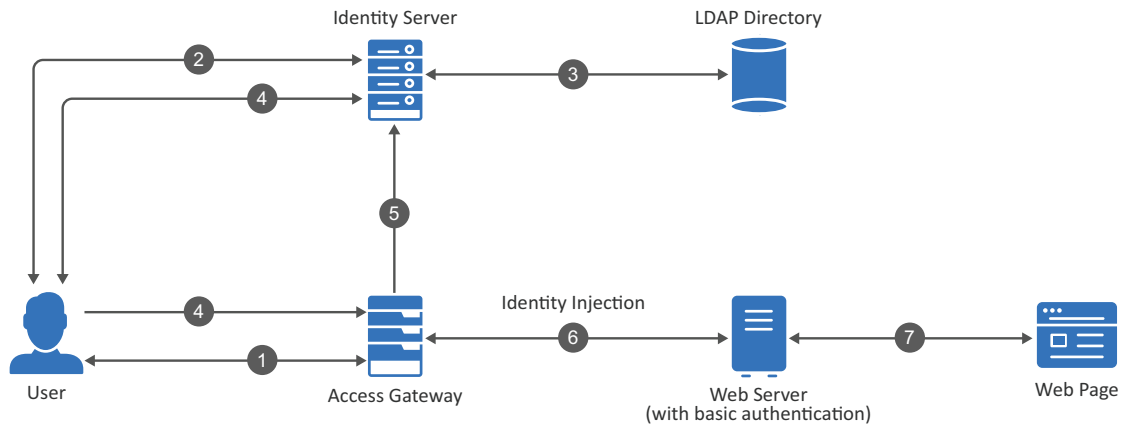 Identity Server
LDAP Directory
2
3
4
5
Identity Injection
4
6
7
1
User
Access Gateway
Web Server
(with basic authentication)
Web Page